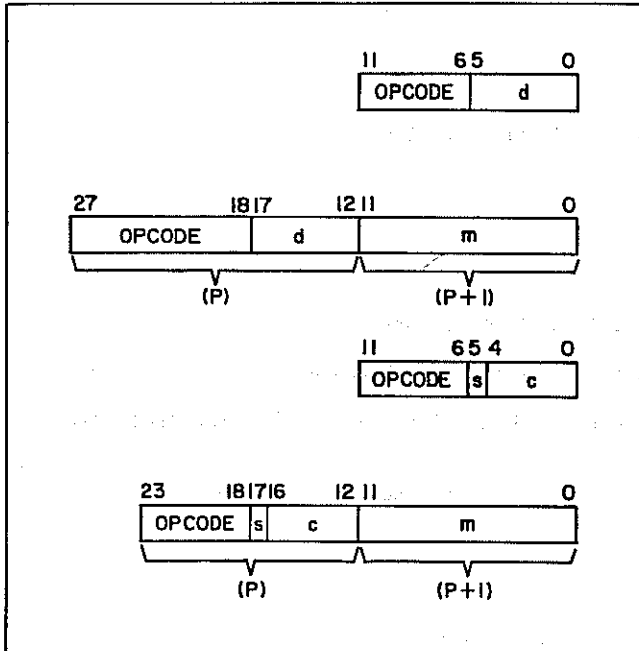 11 6 5 0
OPCODE d
27 18 17 12 11 0
OPCODE d m
(P) (P+1)
11 6 5 4 0
OPCODE s c
23 18 17 16 12 11 0
OPCODE s c m
(P) (P+1)